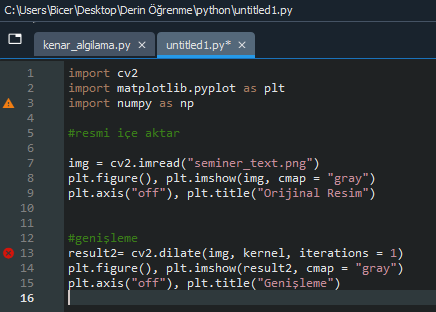 C:\Users\Bicer\Desktop\Derin Öğrenme\python\untitled1.py
kenar_algilama.py × untitled1.py* ×
1 import cv2
2 import matplotlib.pyplot as plt
3 import numpy as np
4
5 #resmi içe aktar
6
7 img = cv2.imread("seminer_text.png")
8 plt.figure(), plt.imshow(img, cmap = "gray")
9 plt.axis("off"), plt.title("Orijinal Resim")
10
11
12 #genişleme
13 result2= cv2.dilate(img, kernel, iterations = 1)
14 plt.figure(), plt.imshow(result2, cmap = "gray")
15 plt.axis("off"), plt.title("Genişleme")
16